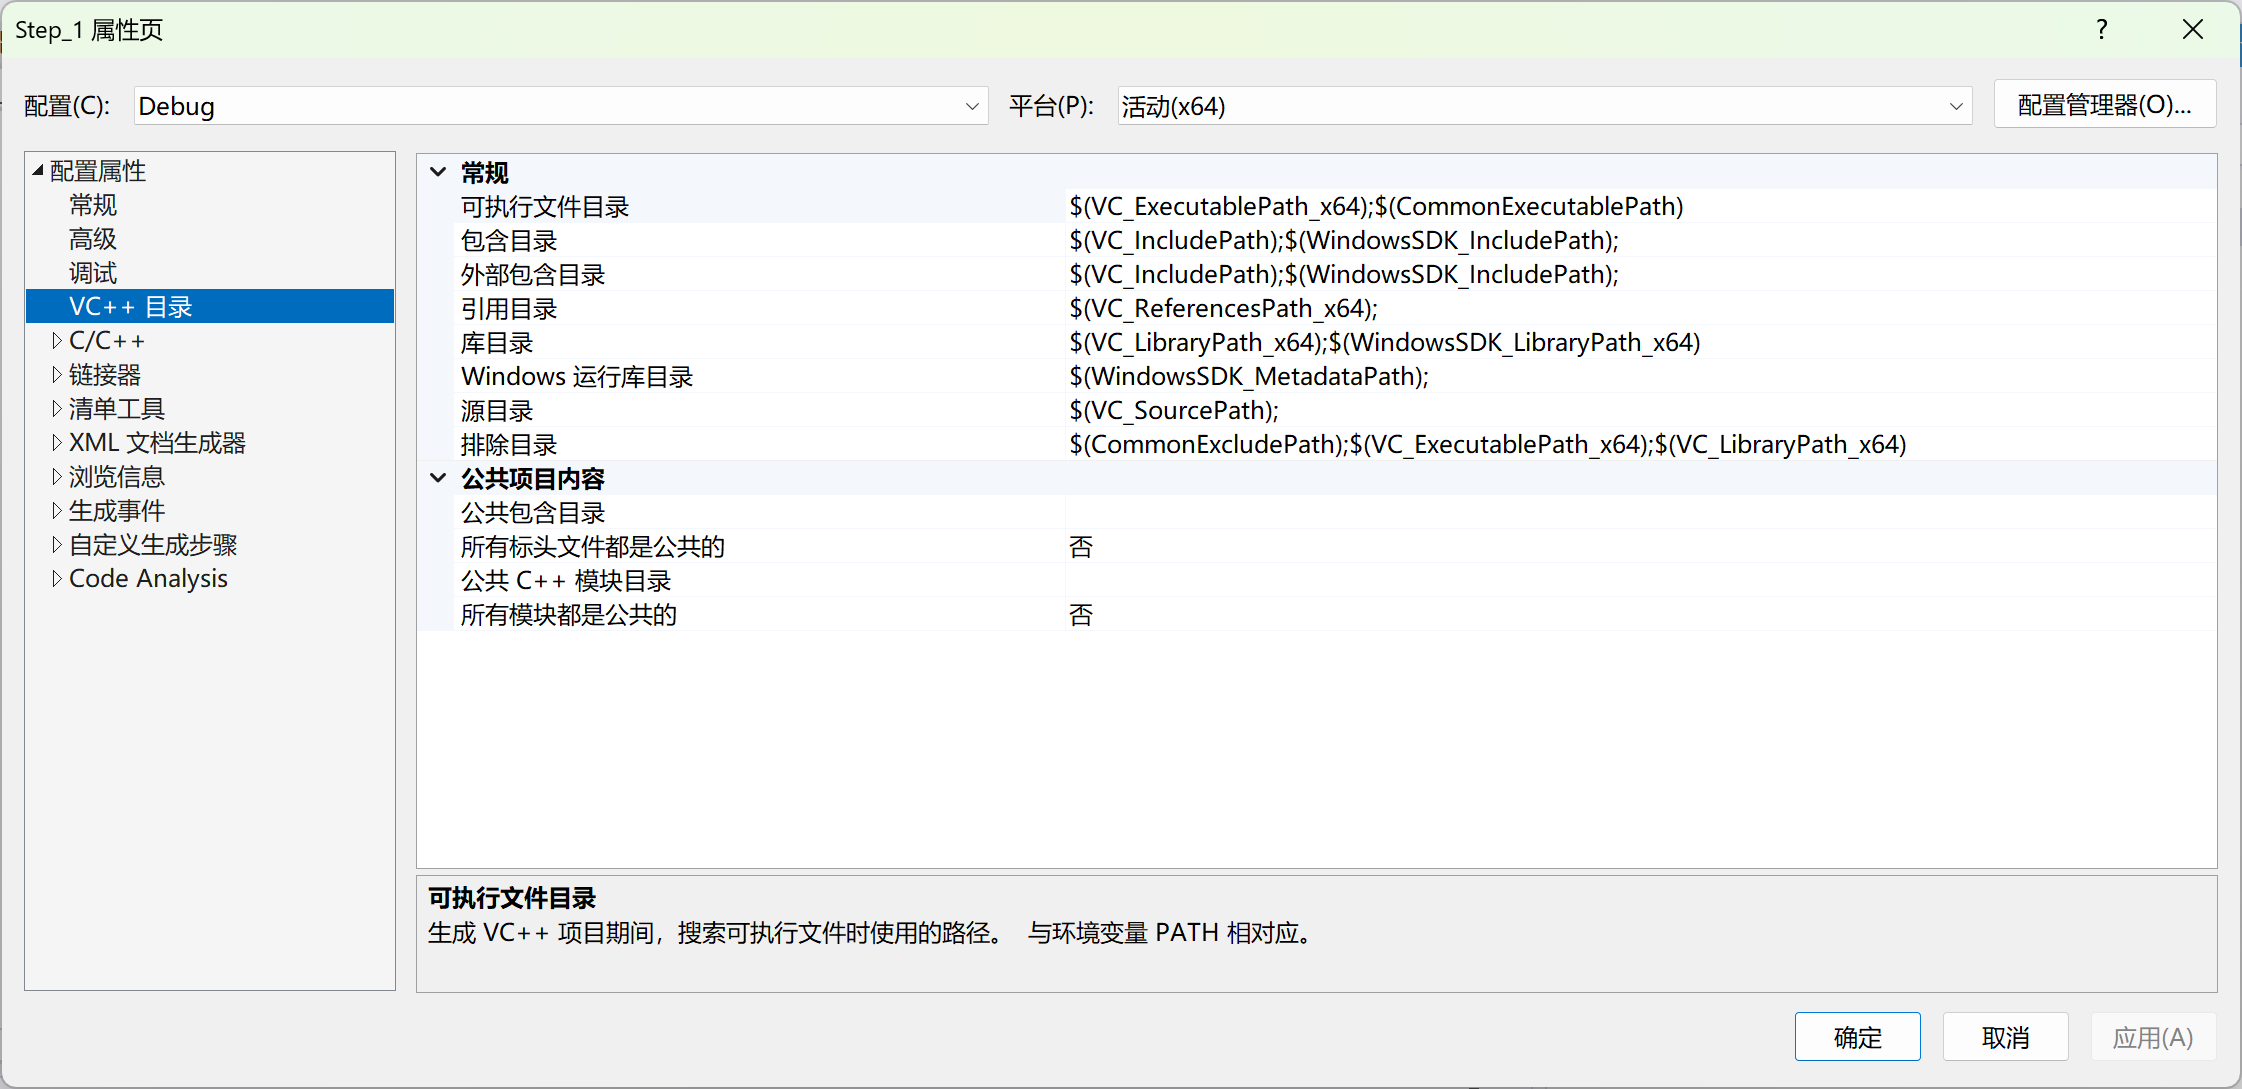 Step_1 属性页
?
配置(C): Debug 平台(P): 活动(x64) 配置管理器(O)...
配置属性
常规
高级
调试
VC++ 目录
C/C++
链接器
清单工具
XML 文档生成器
浏览信息
生成事件
自定义生成步骤
Code Analysis
常规
可执行文件目录 $(VC_ExecutablePath_x64);$(CommonExecutablePath)
包含目录 $(VC_IncludePath);$(WindowsSDK_IncludePath);
外部包含目录 $(VC_IncludePath);$(WindowsSDK_IncludePath);
引用目录 $(VC_ReferencesPath_x64);
库目录 $(VC_LibraryPath_x64);$(WindowsSDK_LibraryPath_x64)
Windows 运行库目录 $(WindowsSDK_MetadataPath);
源目录 $(VC_SourcePath);
排除目录 $(CommonExcludePath);$(VC_ExecutablePath_x64);$(VC_LibraryPath_x64)
公共项目内容
公共包含目录
所有标头文件都是公共的 否
公共 C++ 模块目录
所有模块都是公共的 否
可执行文件目录
生成 VC++ 项目期间，搜索可执行文件时使用的路径。 与环境变量 PATH 相对应。
确定 取消 应用(A)